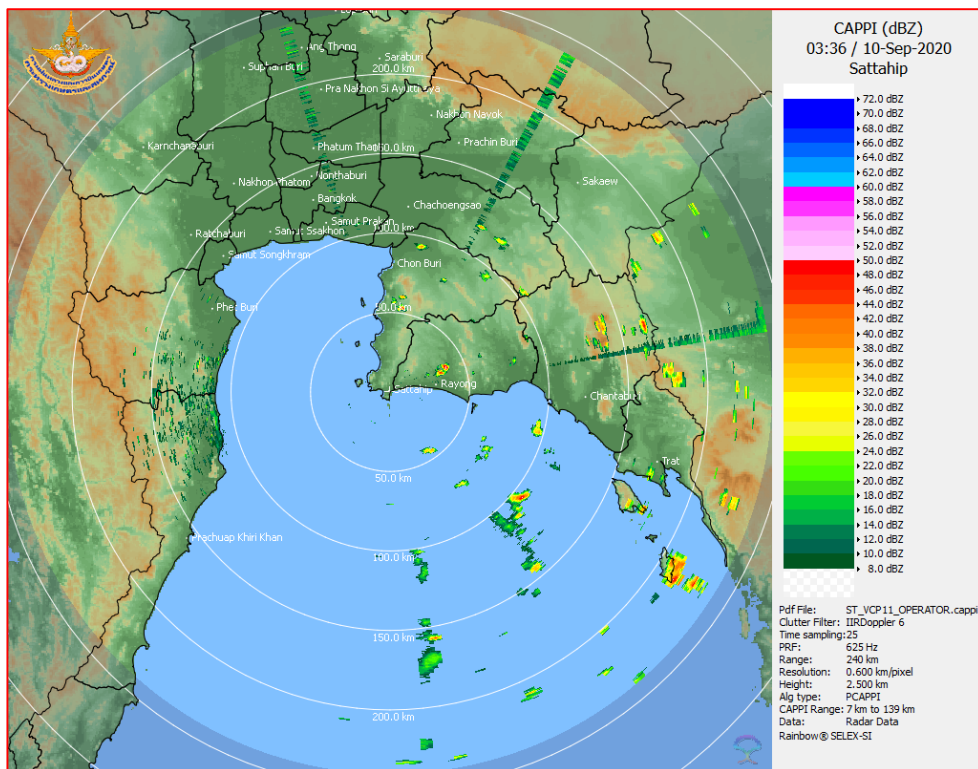 CAPPI (dBZ)
03:36 / 10-Sep-2020
Sattahip
72.0 dBZ
70.0 dBZ
68.0 dBZ
66.0 dBZ
64.0 dBZ
62.0 dBZ
60.0 dBZ
58.0 dBZ
56.0 dBZ
54.0 dBZ
52.0 dBZ
50.0 dBZ
48.0 dBZ
46.0 dBZ
44.0 dBZ
42.0 dBZ
40.0 dBZ
38.0 dBZ
36.0 dBZ
34.0 dBZ
32.0 dBZ
30.0 dBZ
28.0 dBZ
26.0 dBZ
24.0 dBZ
22.0 dBZ
20.0 dBZ
18.0 dBZ
16.0 dBZ
14.0 dBZ
12.0 dBZ
10.0 dBZ
8.0 dBZ
Pdf File: ST_VCP11_OPERATOR.cappi
Clutter Filter: IIRDoppler 6
Time sampling:25
PRF: 625 Hz
Range: 240 km
Resolution: 0.600 km/pixel
Height: 2.500 km
Alg type: PCAPPI
CAPPI Range: 7 km to 139 km
Data: Radar Data
Rainbow® SELEX-SI
Ang Thong
Saraburi
Suphan Buri
200.0 km
Pra Nakhon Si Ayutthaya
Nakhon Nayok
Karnchanaburi
Phatum Thani
150.0 km
Prachin Buri
Nakhon Phatom
Nonthaburi
Sakaew
Bangkok
Chachoengsao
Samut Prakan
Ratchaburi
Samut Ssakhon
100.0 km
Samut Songkhram
Chon Buri
Phet Buri
50.0 km
Sattahip
Rayong
Chantaburi
Trat
50.0 km
Prachuap Khiri Khan
100.0 km
150.0 km
200.0 km